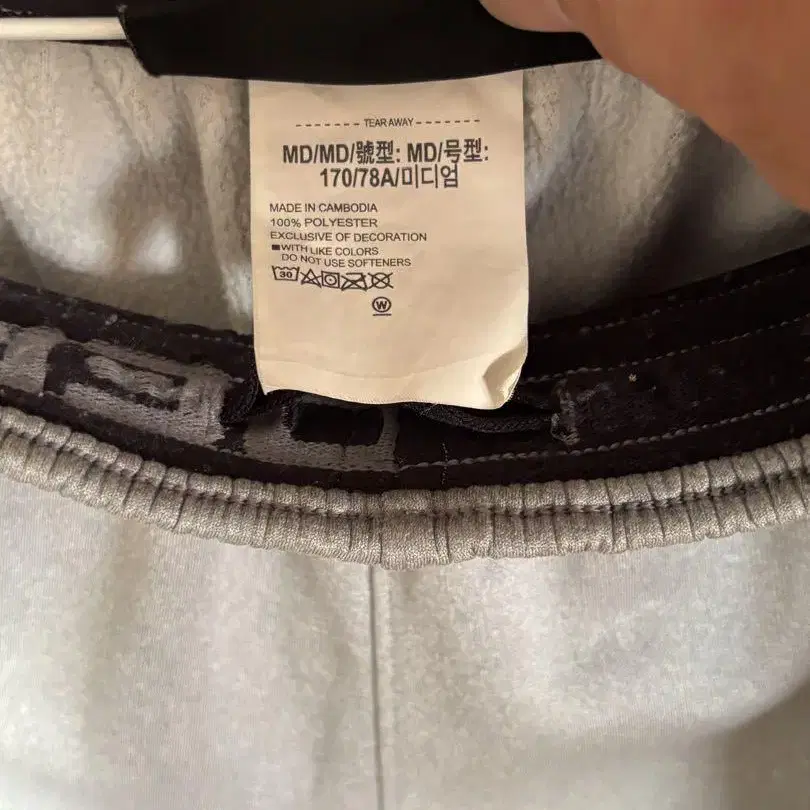 TEAR AWAY
MD/MD/號型: MD/号型:
170/78A/미디엄
MADE IN CAMBODIA
100% POLYESTER
EXCLUSIVE OF DECORATION
■WITH LIKE COLORS
DO NOT USE SOFTENERS
30
W